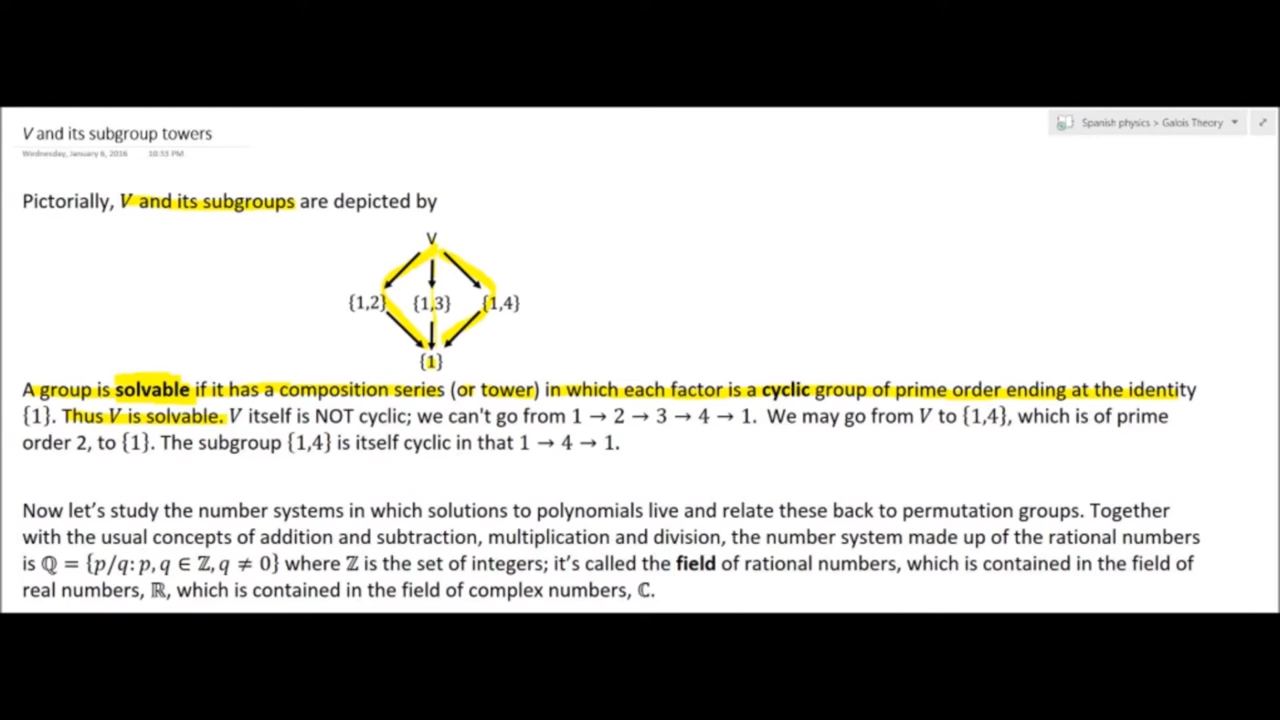 V and its subgroup towers
Spanish physics > Galois Theory
Wednesday, January 6, 2016 10:53 PM
Pictorially, V and its subgroups are depicted by
V
{1,2} {1,3} {1,4}
{1}
A group is solvable if it has a composition series (or tower) in which each factor is a cyclic group of prime order ending at the identity
{1}. Thus V is solvable. V itself is NOT cyclic; we can't go from 1 → 2 → 3 → 4 → 1. We may go from V to {1,4}, which is of prime
order 2, to {1}. The subgroup {1,4} is itself cyclic in that 1 → 4 → 1.
Now let's study the number systems in which solutions to polynomials live and relate these back to permutation groups. Together
with the usual concepts of addition and subtraction, multiplication and division, the number system made up of the rational numbers
is ℚ = {p/q: p, q ∈ ℤ, q ≠ 0} where ℤ is the set of integers; it's called the field of rational numbers, which is contained in the field of
real numbers, ℝ, which is contained in the field of complex numbers, ℂ.